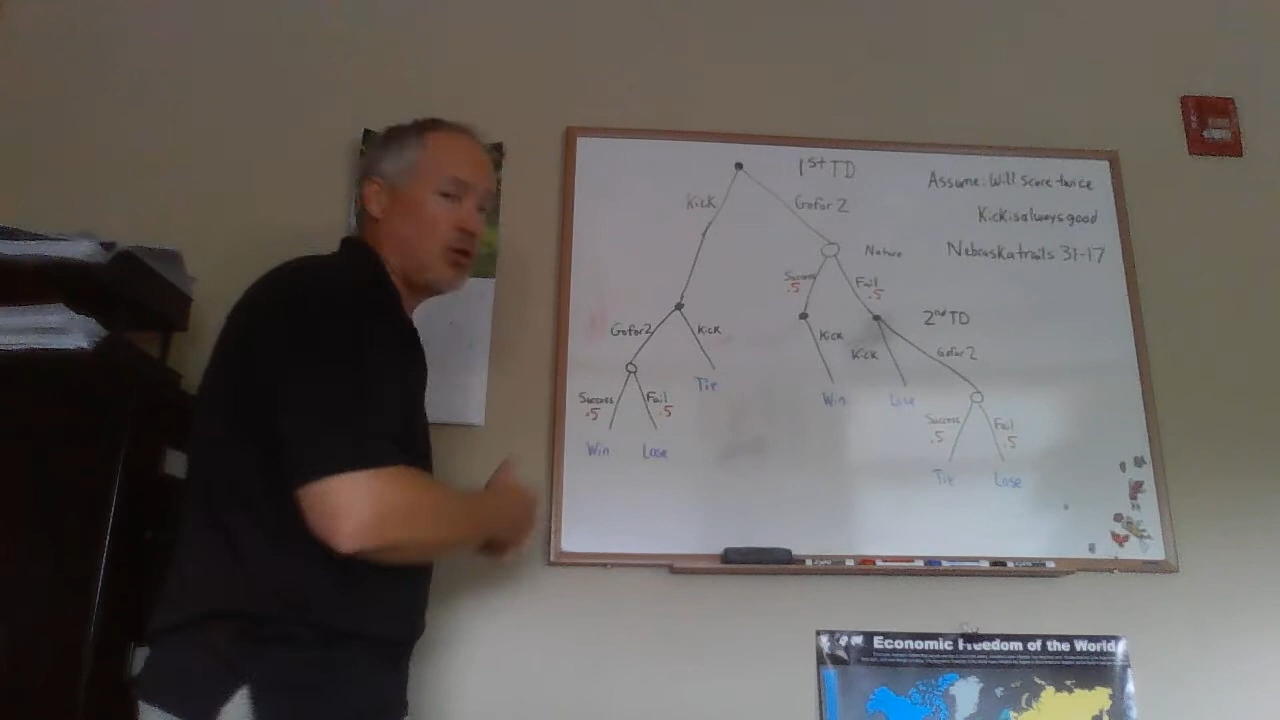 1st TD
Assume: Will score twice
Kick
Go for 2
Kick is always good
Nature
Nebraska trails 31-17
Success
.5
Fail
.5
Go for 2
Kick
Kick
Kick
2nd TD
Go for 2
Success
.5
Fail
.5
Tie
Win
Lose
Success
.5
Fail
.5
Win
Lose
Tie
Lose
Economic Freedom of the World